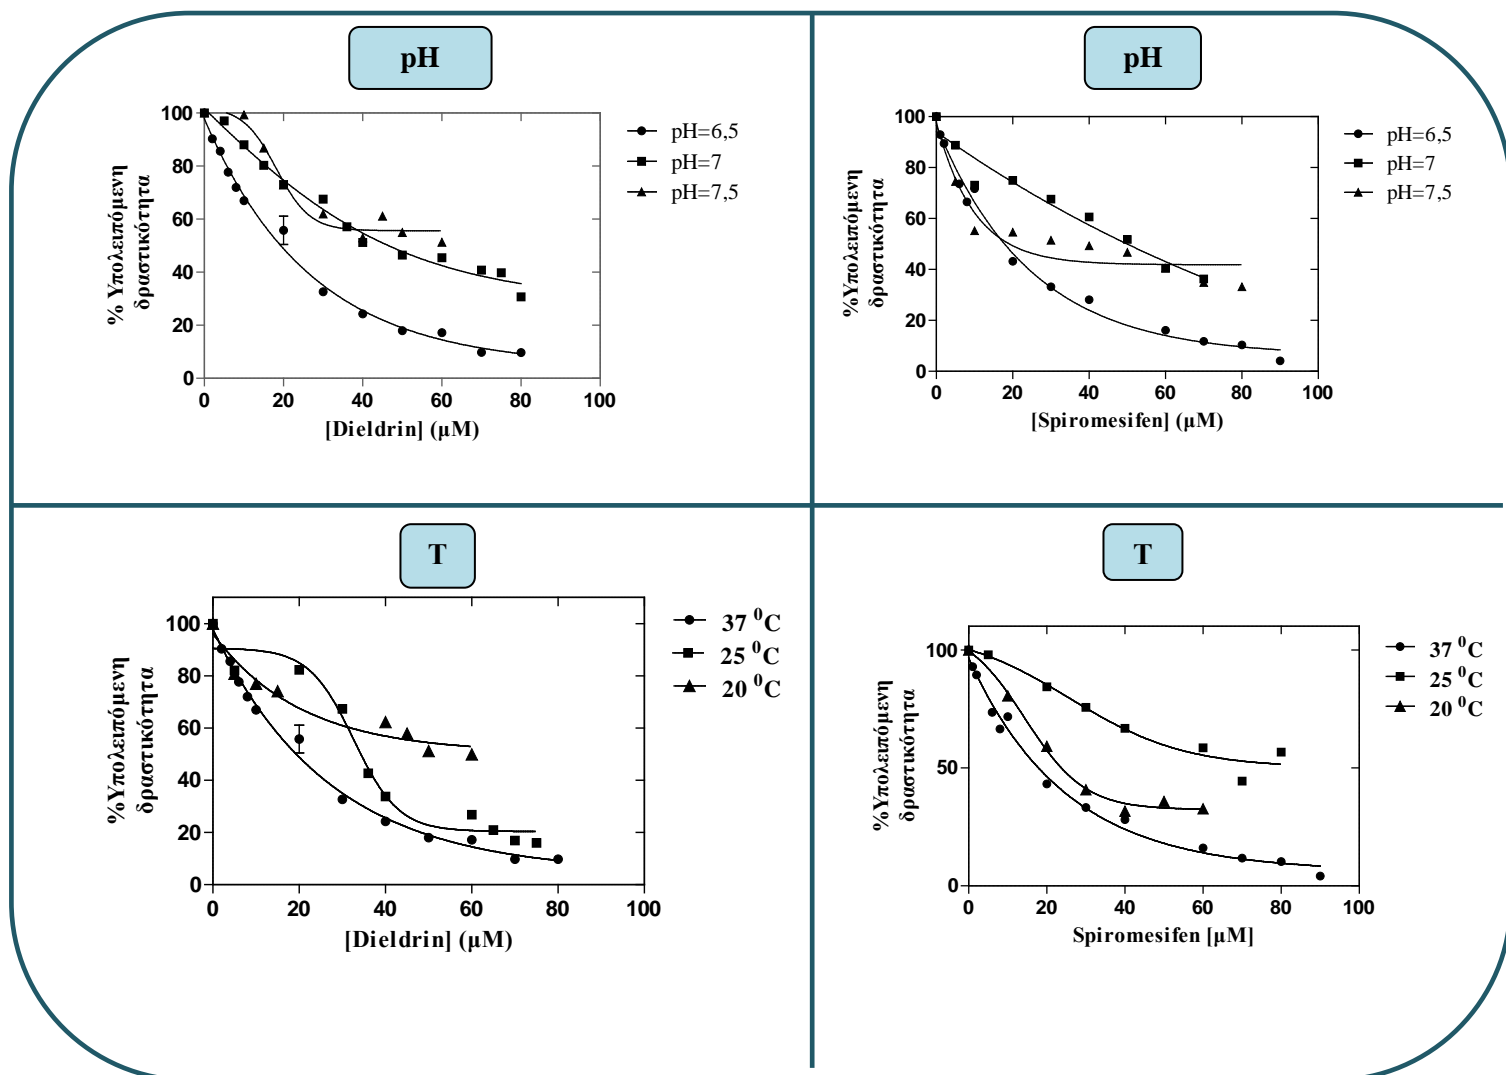 pH
100
80
60
40
20
0
% Υπολειπόμενη
δραστικότητα
0 20 40 60 80 100
[Dieldrin] (μM)
pH=6,5
pH=7
pH=7,5
pH
100
80
60
40
20
0
%Υπολειπόμενη
δραστικότητα
0 20 40 60 80 100
[Spiromesifen] (μM)
pH=6,5
pH=7
pH=7,5
T
100
80
60
40
20
0
%Υπολειπόμενη
δραστικότητα
0 20 40 60 80 100
[Dieldrin] (μM)
37 ⁰C
25 ⁰C
20 ⁰C
T
100
50
0
%Υπολειπόμενη
δραστικότητα
0 20 40 60 80 100
Spiromesifen [μM]
37 ⁰C
25 ⁰C
20 ⁰C